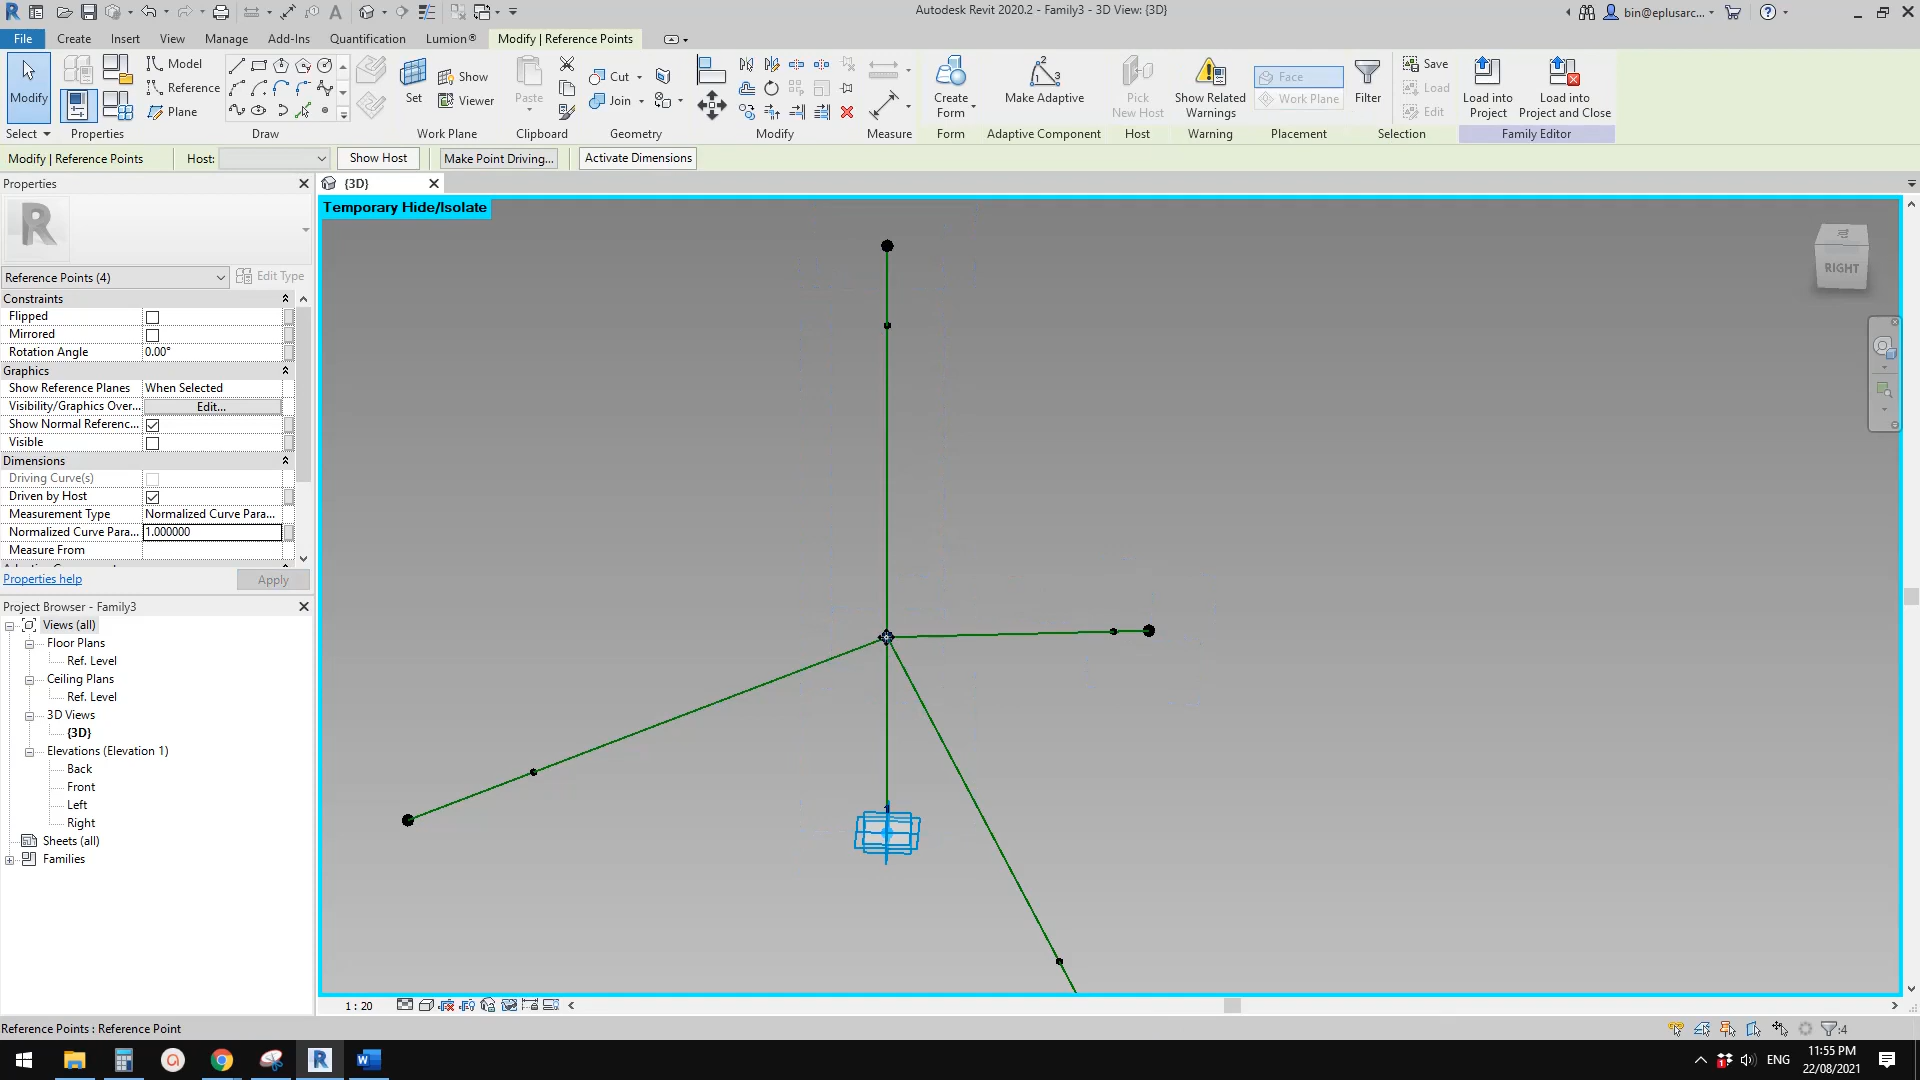 Autodesk Revit 2020.2 - Family3 - 3D View: {3D}
bin@eplusarc...
File
Create
Insert
View
Manage
Add-Ins
Quantification
Lumion®
Modify | Reference Points
Modify
Select
Properties
Model
Reference
Plane
Draw
Set
Show
Viewer
Work Plane
Paste
Clipboard
Cut
Join
Geometry
Modify
Measure
Create
Form
Form
Make Adaptive
Adaptive Component
Pick
New Host
Host
Show Related
Warnings
Warning
Face
Work Plane
Placement
Filter
Save
Load
Edit
Selection
Load into
Project
Load into
Project and Close
Family Editor
Modify | Reference Points
Host:
Show Host
Make Point Driving...
Activate Dimensions
Properties
{3D}
Temporary Hide/Isolate
RIGHT
Reference Points (4)
Edit Type
Constraints
Flipped
Mirrored
Rotation Angle 0.00°
Graphics
Show Reference Planes When Selected
Visibility/Graphics Over... Edit...
Show Normal Referenc...
Visible
Dimensions
Driving Curve(s)
Driven by Host
Measurement Type Normalized Curve Para...
Normalized Curve Para... 1.000000
Measure From
Properties help
Apply
Project Browser - Family3
Views (all)
Floor Plans
Ref. Level
Ceiling Plans
Ref. Level
3D Views
{3D}
Elevations (Elevation 1)
Back
Front
Left
Right
Sheets (all)
Families
1 : 20
Reference Points : Reference Point
:4
ENG
11:55 PM
22/08/2021